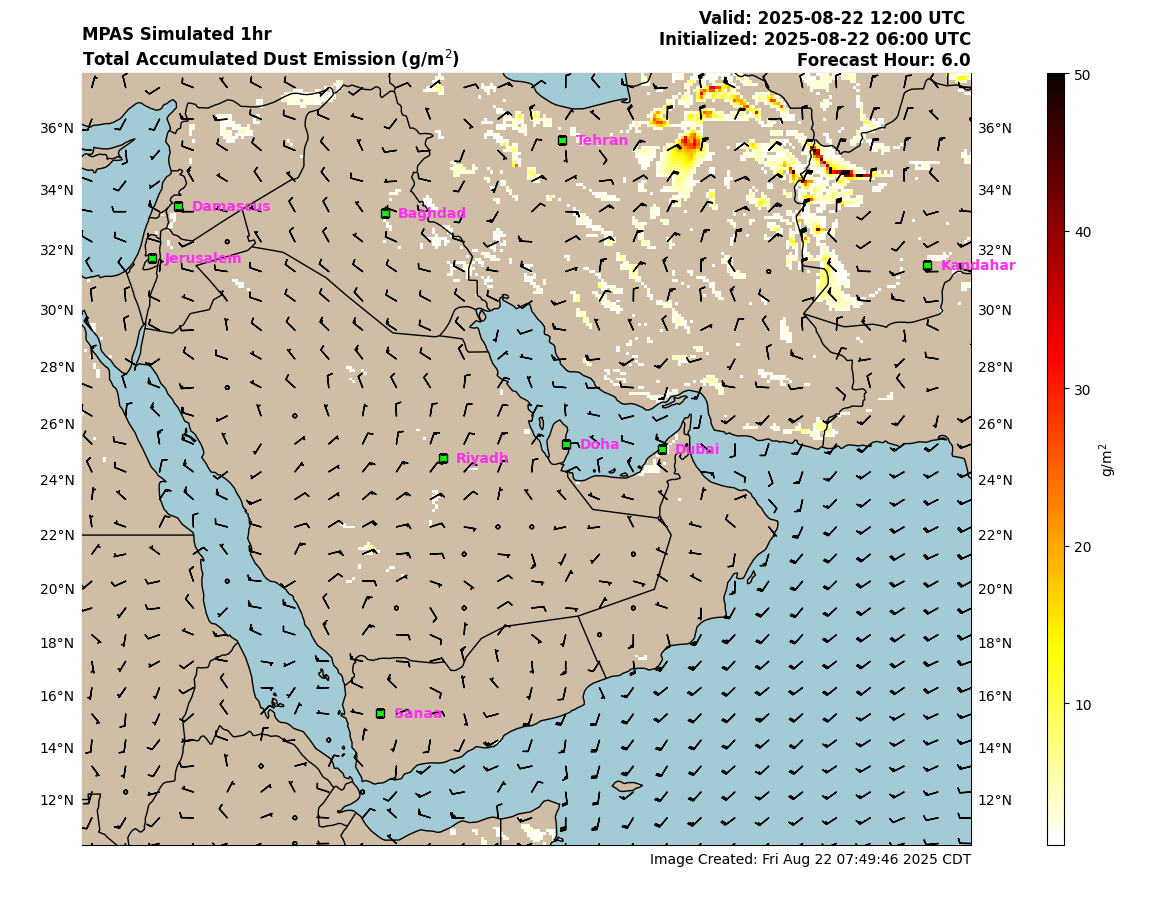 MPAS Simulated 1hr
Total Accumulated Dust Emission (g/m²)
Valid: 2025-08-22 12:00 UTC
Initialized: 2025-08-22 06:00 UTC
Forecast Hour: 6.0
36°N
34°N
32°N
30°N
28°N
26°N
24°N
22°N
20°N
18°N
16°N
14°N
12°N
Tehran
Damascus
Baghdad
Jerusalem
Kandahar
Doha
Dubai
Riyadh
Sanaa
36°N
34°N
32°N
30°N
28°N
26°N
24°N
22°N
20°N
18°N
16°N
14°N
12°N
50
40
30
20
10
g/m²
Image Created: Fri Aug 22 07:49:46 2025 CDT